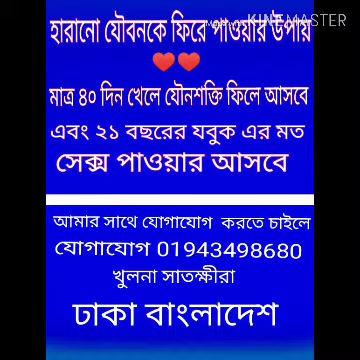 হারানো যৌবনকে ফিরে পাওয়ার উপায়
KINEMASTER
মাত্র ৪০ দিন খেলে যৌনশক্তি ফিলে আসবে
এবং ২১ বছরের যবুক এর মত
সেক্স পাওয়ার আসবে
আমার সাথে যোগাযোগ করতে চাইলে
যোগাযোগ 01943498680
খুলনা সাতক্ষীরা
ঢাকা বাংলাদেশ